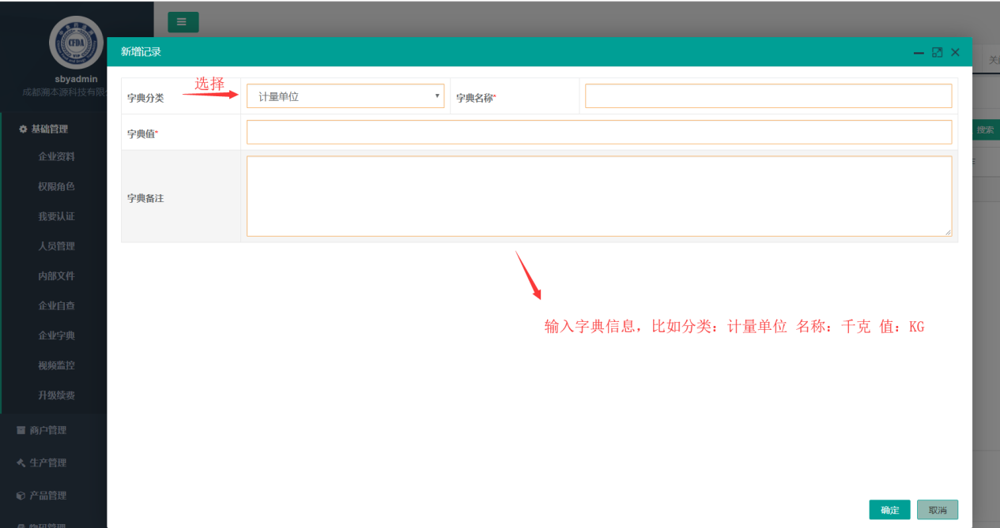 新增记录
CFDA
sbyadmin
成都溯本源科技有限
关
选择
字典分类
计量单位
字典名称*
字典值*
搜索
字典备注
基础管理
企业资料
权限角色
我要认证
人员管理
内部文件
企业自查
企业字典
视频监控
升级续费
输入字典信息，比如分类：计量单位 名称：千克 值：KG
商户管理
生产管理
产品管理
确定
取消